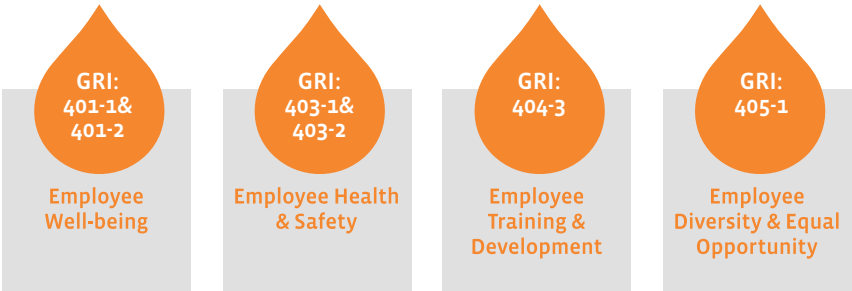 GRI:
401-1&
401-2
Employee
Well-being
GRI:
403-1&
403-2
Employee Health
& Safety
GRI:
404-3
Employee
Training &
Development
GRI:
405-1
Employee
Diversity & Equal
Opportunity